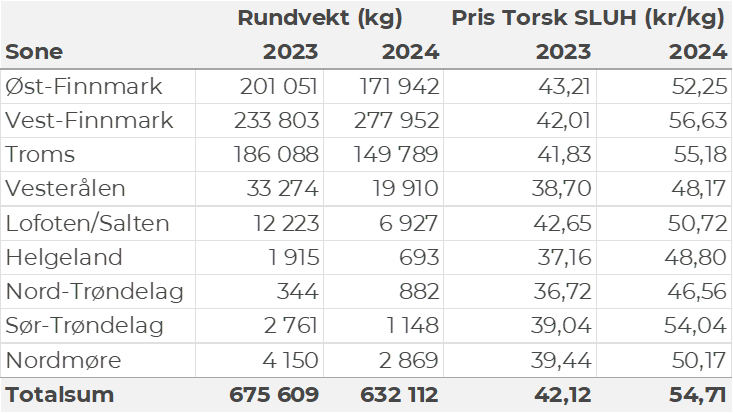 Rundvekt (kg) Pris Torsk SLUH (kr/kg)
Sone 2023 2024 2023 2024
Øst-Finnmark 201 051 171 942 43,21 52,25
Vest-Finnmark 233 803 277 952 42,01 56,63
Troms 186 088 149 789 41,83 55,18
Vesterålen 33 274 19 910 38,70 48,17
Lofoten/Salten 12 223 6 927 42,65 50,72
Helgeland 1 915 693 37,16 48,80
Nord-Trøndelag 344 882 36,72 46,56
Sør-Trøndelag 2 761 1 148 39,04 54,04
Nordmøre 4 150 2 869 39,44 50,17
Totalsum 675 609 632 112 42,12 54,71